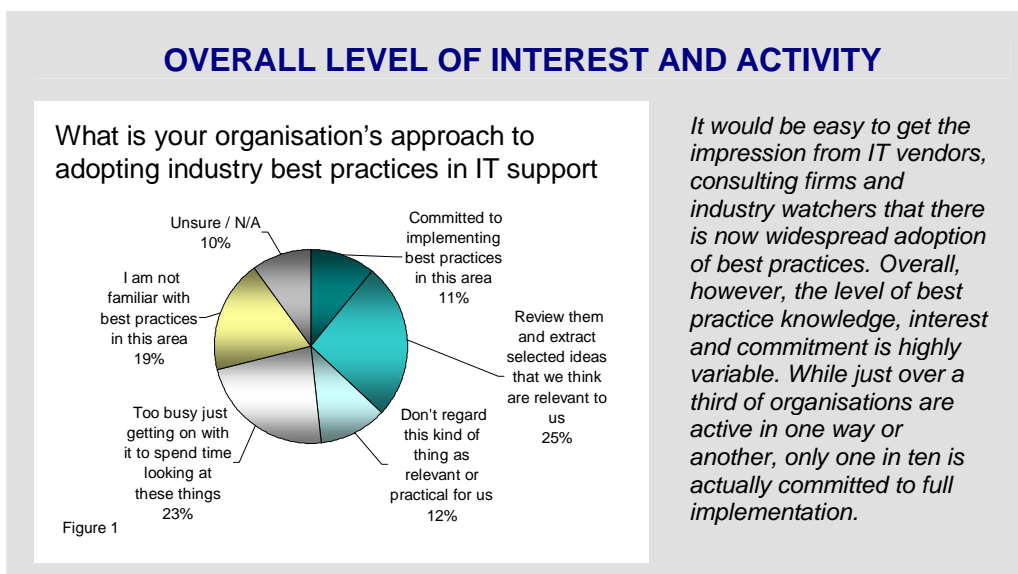 OVERALL LEVEL OF INTEREST AND ACTIVITY
What is your organisation's approach to
adopting industry best practices in IT support
Unsure / N/A
10%
Committed to
implementing
best practices
in this area
11%
I am not
familiar with
best practices
in this area
19%
Review them
and extract
selected ideas
that we think
are relevant to
us
25%
Too busy just
getting on with
it to spend time
looking at
these things
23%
Don't regard
this kind of
thing as
relevant or
practical for us
12%
Figure 1
It would be easy to get the
impression from IT vendors,
consulting firms and
industry watchers that there
is now widespread adoption
of best practices. Overall,
however, the level of best
practice knowledge, interest
and commitment is highly
variable. While just over a
third of organisations are
active in one way or
another, only one in ten is
actually committed to full
implementation.